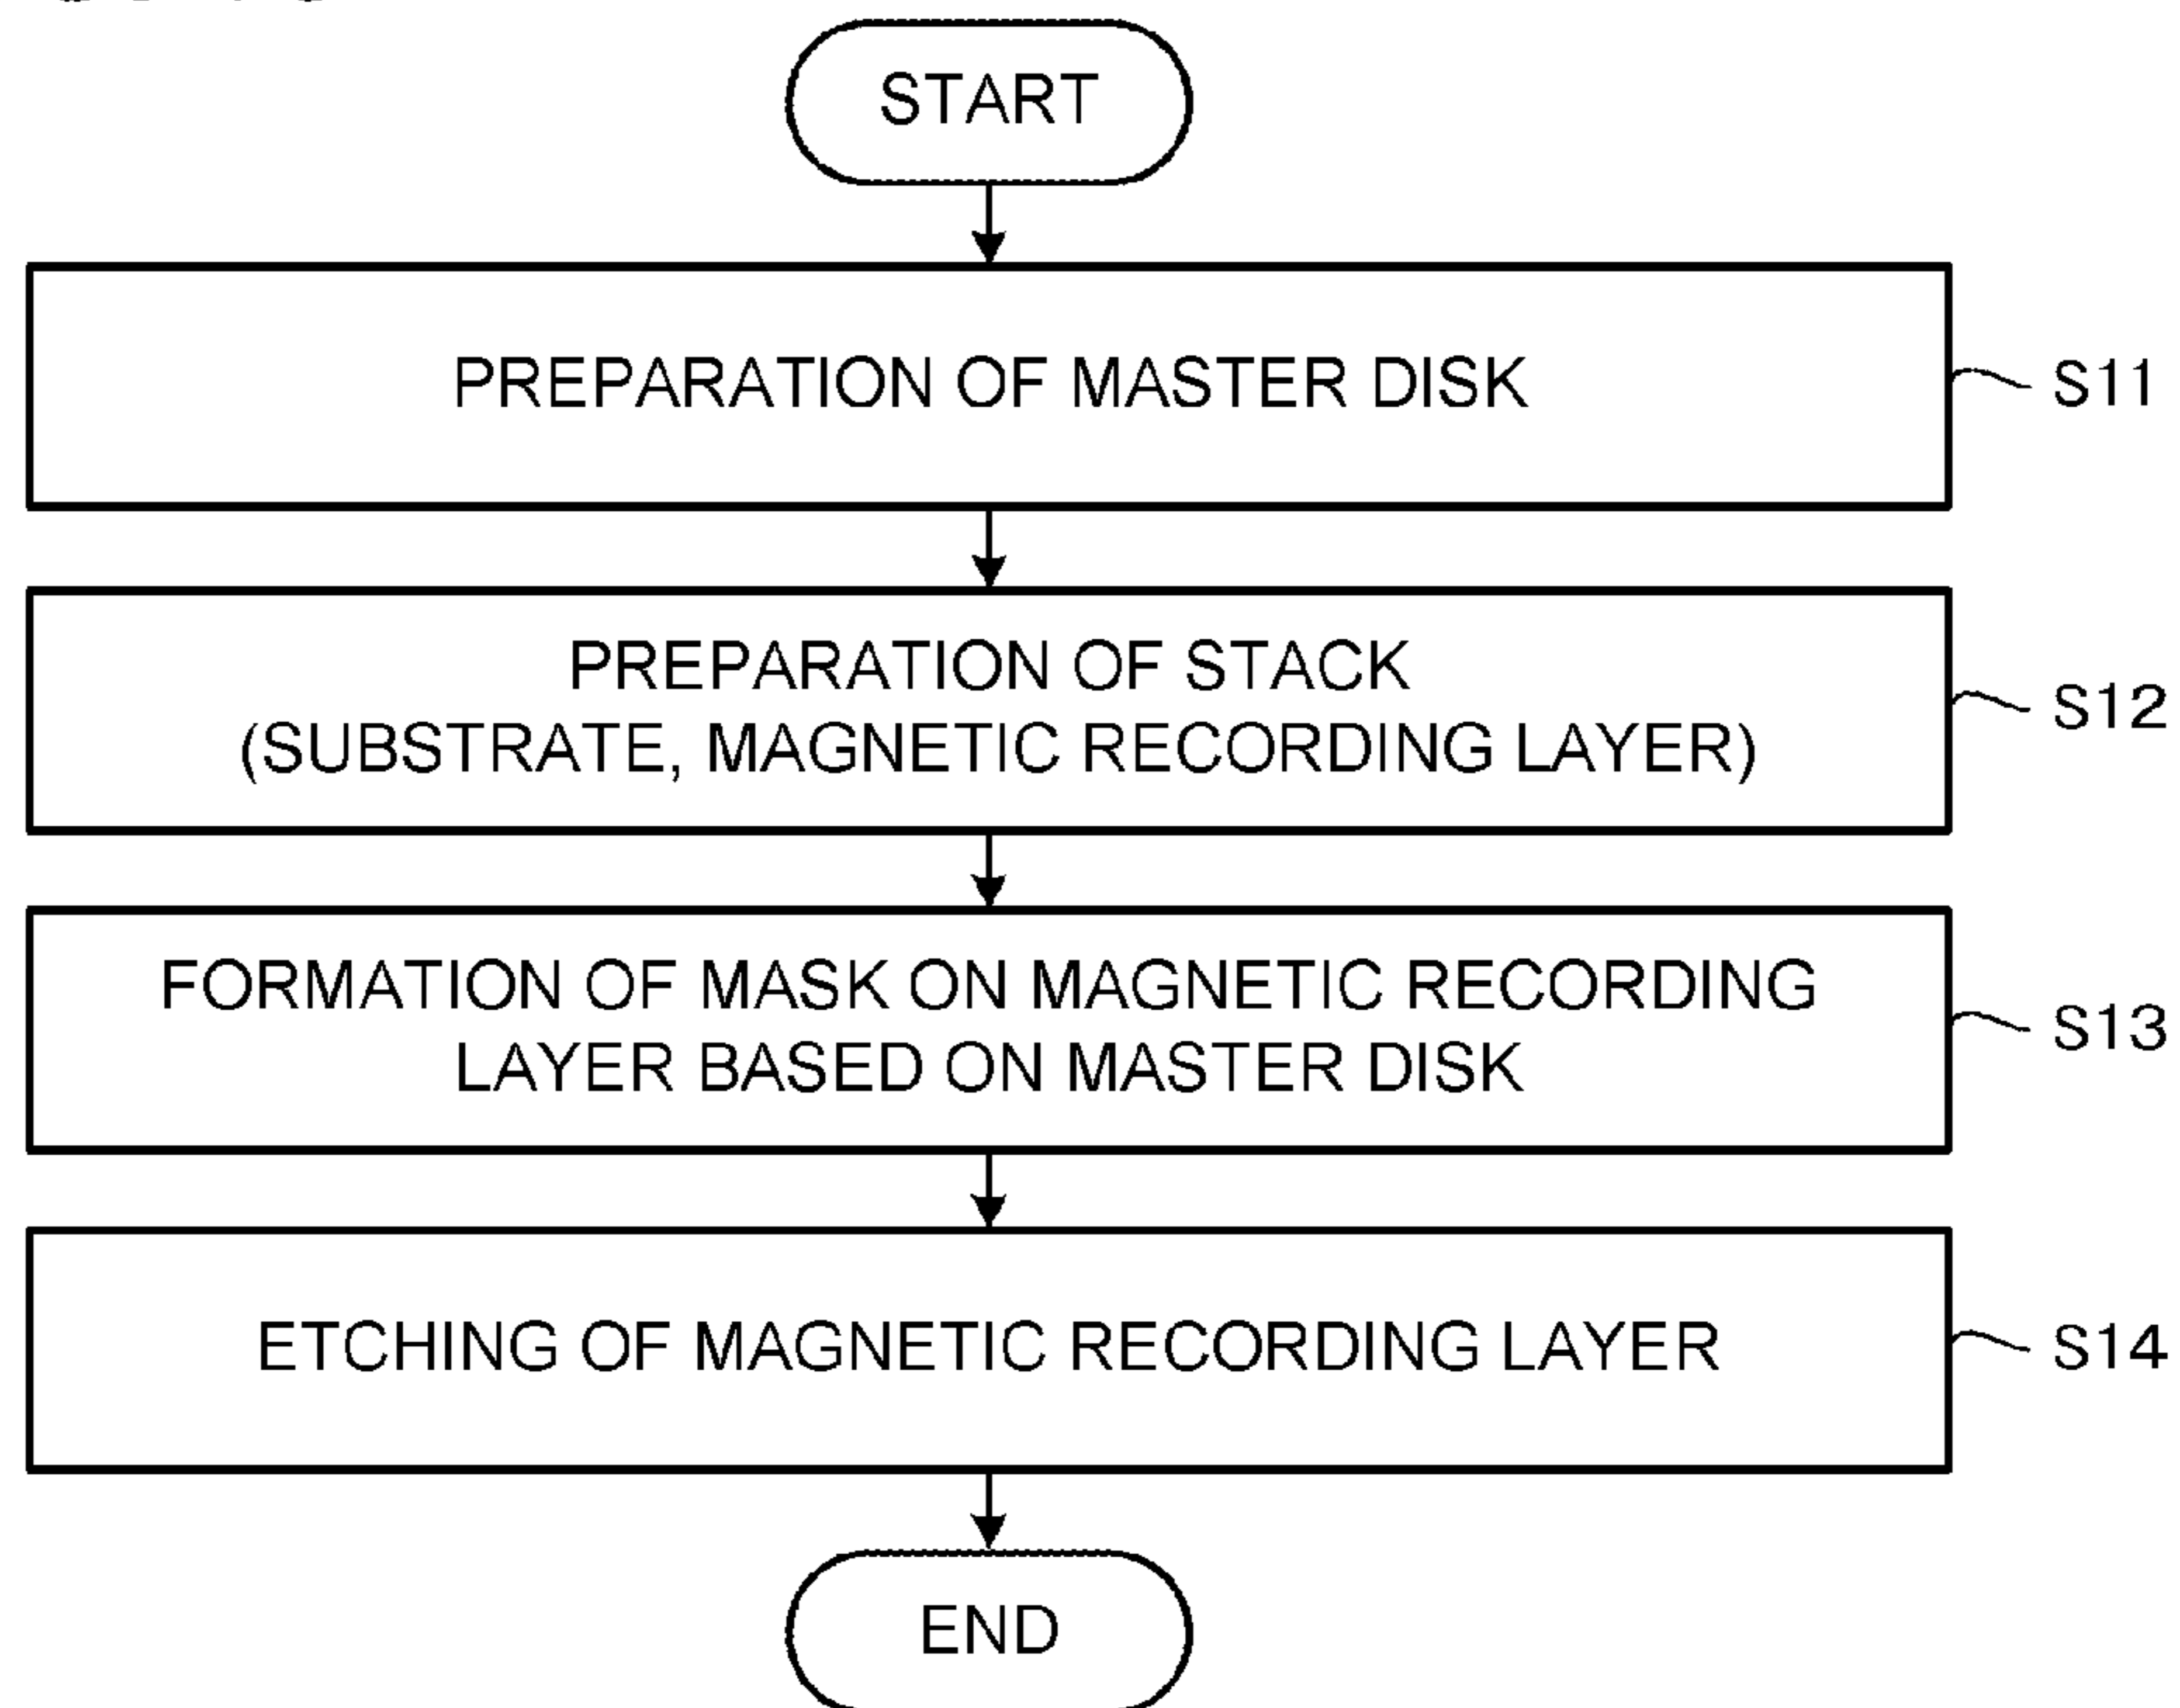 START
PREPARATION OF MASTER DISK
S11
PREPARATION OF STACK
(SUBSTRATE, MAGNETIC RECORDING LAYER)
S12
FORMATION OF MASK ON MAGNETIC RECORDING
LAYER BASED ON MASTER DISK
S13
ETCHING OF MAGNETIC RECORDING LAYER
S14
END